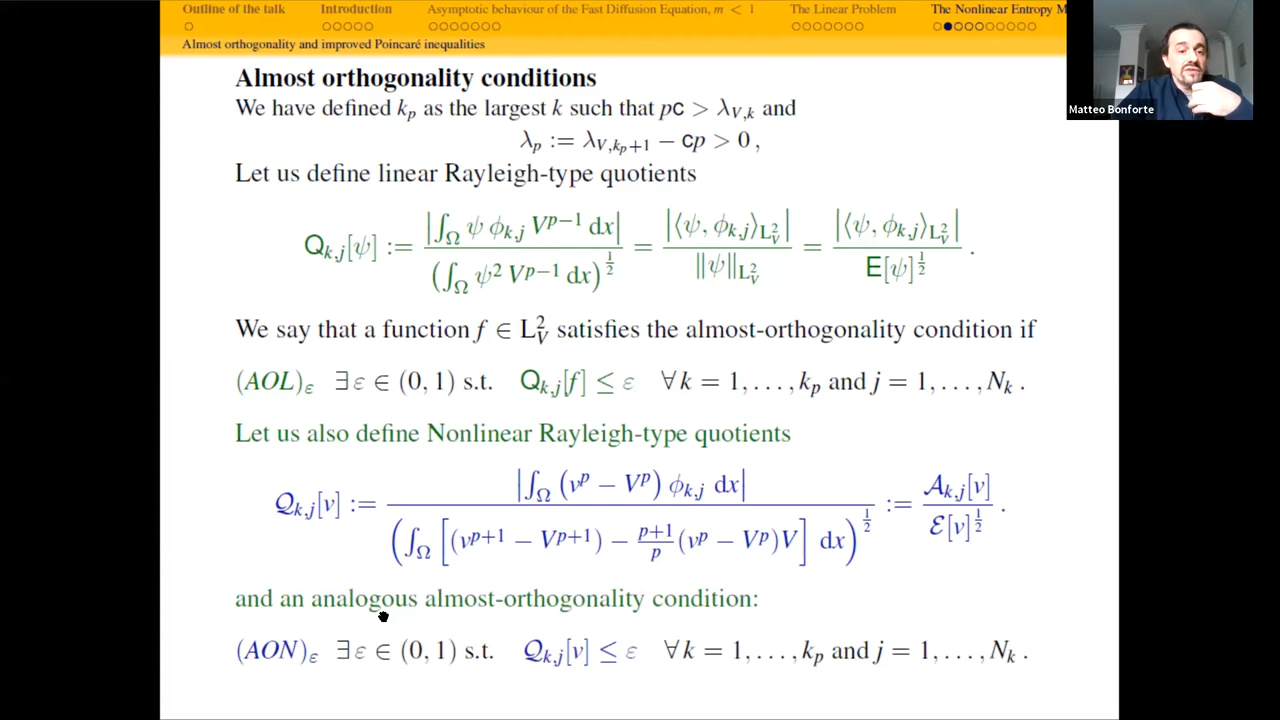 Outline of the talk Introduction Asymptotic behaviour of the Fast Diffusion Equation, m < 1 The Linear Problem The Nonlinear Entropy M
Almost orthogonality and improved Poincaré inequalities
Matteo Bonforte
Almost orthogonality conditions
We have defined k_p as the largest k such that pc > λ_{V,k} and
λ_p := λ_{V,k_p+1} − cp > 0 ,
Let us define linear Rayleigh-type quotients
Q_{k,j}[ψ] := |∫_Ω ψ φ_{k,j} V^{p−1} dx| / (∫_Ω ψ² V^{p−1} dx)^{1/2} = |⟨ψ, φ_{k,j}⟩_{L²_V}| / ‖ψ‖_{L²_V} = |⟨ψ, φ_{k,j}⟩_{L²_V}| / E[ψ]^{1/2} .
We say that a function f ∈ L²_V satisfies the almost-orthogonality condition if
(AOL)_ε ∃ ε ∈ (0, 1) s.t. Q_{k,j}[f] ≤ ε ∀ k = 1, . . . , k_p and j = 1, . . . , N_k .
Let us also define Nonlinear Rayleigh-type quotients
𝒬_{k,j}[v] := |∫_Ω (v^p − V^p) φ_{k,j} dx| / (∫_Ω [(v^{p+1} − V^{p+1}) − (p+1)/p (v^p − V^p)V] dx)^{1/2} := 𝒜_{k,j}[v] / ℰ[v]^{1/2} .
and an analogous almost-orthogonality condition:
(AON)_ε ∃ ε ∈ (0, 1) s.t. 𝒬_{k,j}[v] ≤ ε ∀ k = 1, . . . , k_p and j = 1, . . . , N_k .